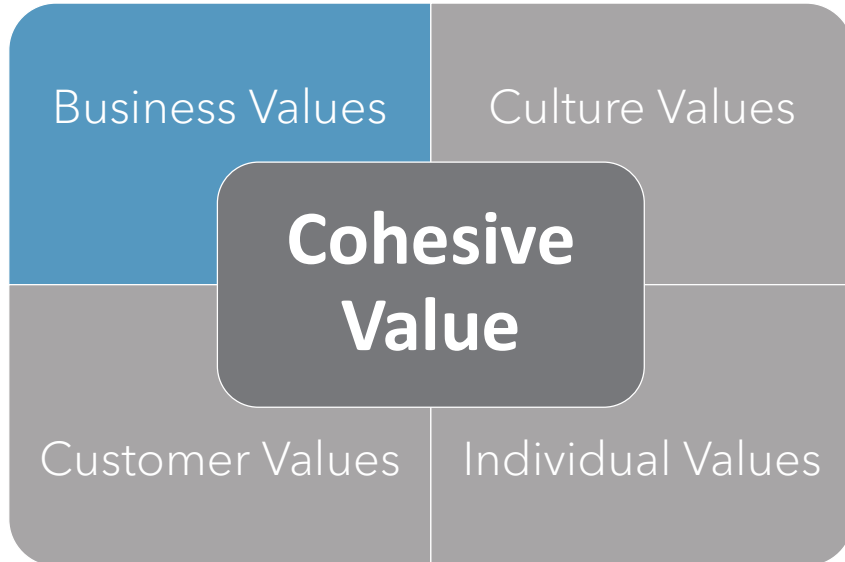 Business Values
Culture Values
Cohesive
Value
Customer Values
Individual Values